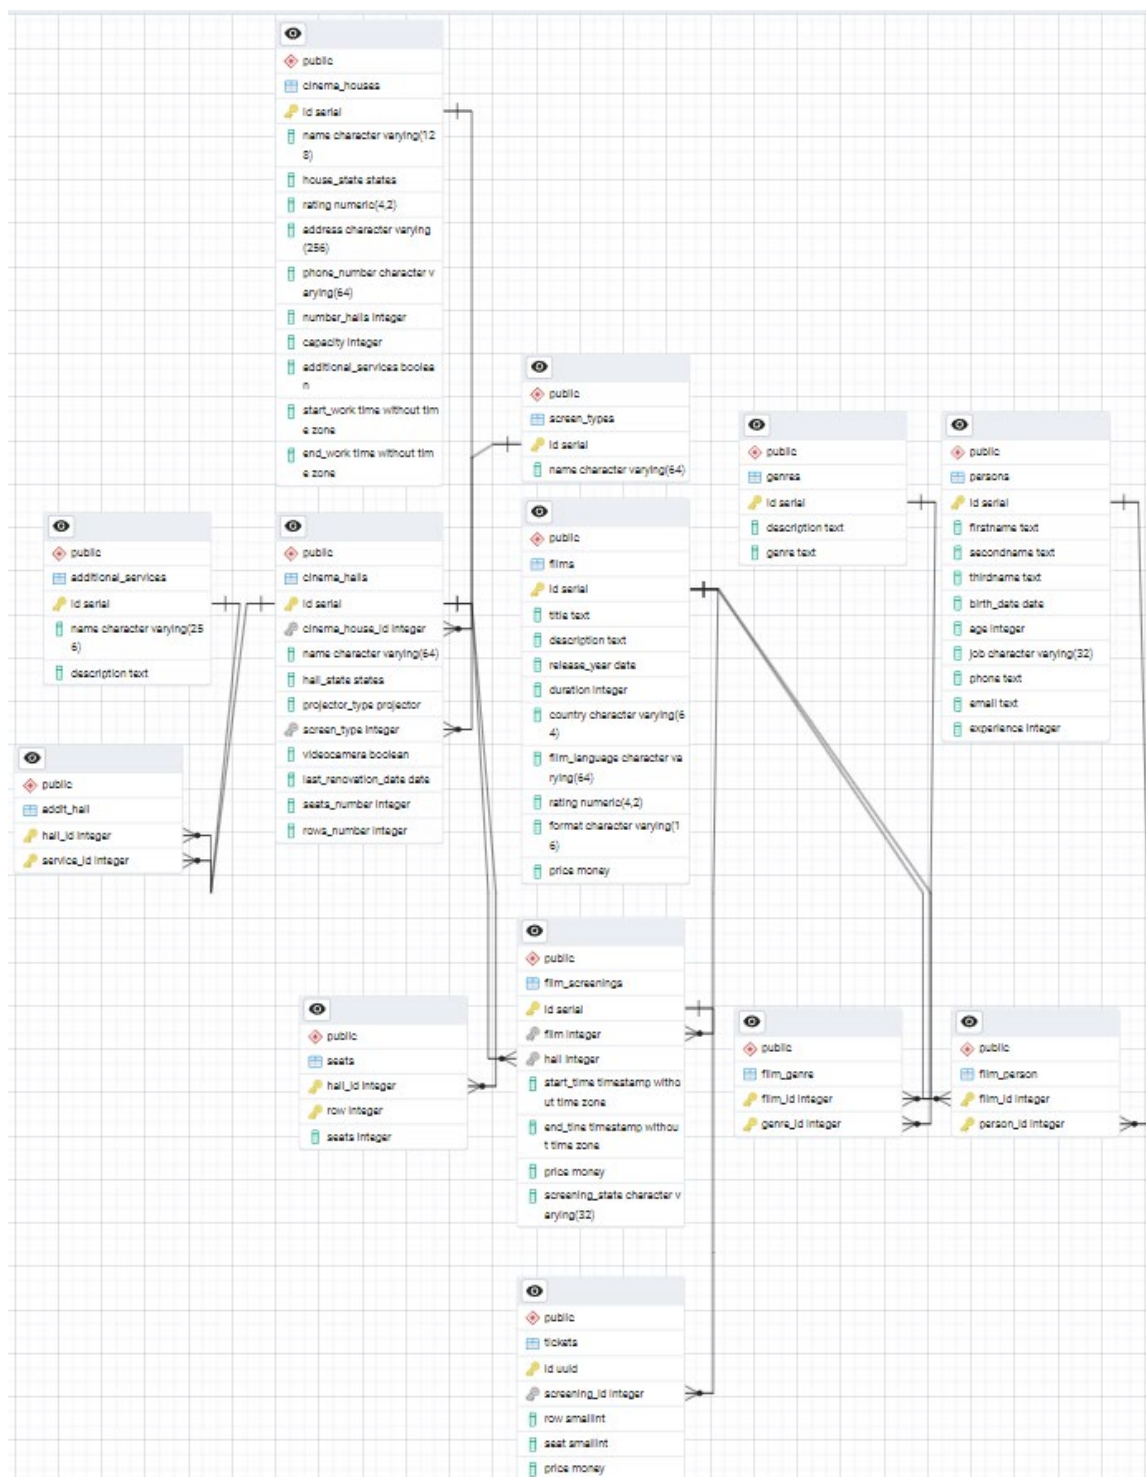 public
cinema_houses
id serial
name character varying(12
8)
house_state states
rating numeric(4,2)
address character varying
(256)
phone_number character v
arying(64)
number_halls integer
capacity integer
additional_services boolea
n
start_work time without tim
e zone
end_work time without tim
e zone
public
screen_types
id serial
name character varying(64)
public
genres
id serial
description text
genre text
public
persons
id serial
firstname text
secondname text
thirdname text
birth_date date
age integer
job character varying(32)
phone text
email text
experience integer
public
additional_services
id serial
name character varying(25
6)
description text
public
cinema_halls
id serial
cinema_house_id integer
name character varying(64)
hall_state states
projector_type projector
screen_type integer
videocamera boolean
last_renovation_date date
seats_number integer
rows_number integer
public
films
id serial
title text
description text
release_year date
duration integer
country character varying(6
4)
film_language character va
rying(64)
rating numeric(4,2)
format character varying(1
6)
price money
public
addit_hall
hall_id integer
service_id integer
public
seats
hall_id integer
row integer
seats integer
public
film_screenings
id serial
film integer
hall integer
start_time timestamp witho
ut time zone
end_tine timestamp withou
t time zone
price money
screening_state character v
arying(32)
public
film_genre
film_id integer
genre_id integer
public
film_person
film_id integer
person_id integer
public
tickets
id uuid
screening_id integer
row smallint
seat smallint
price money